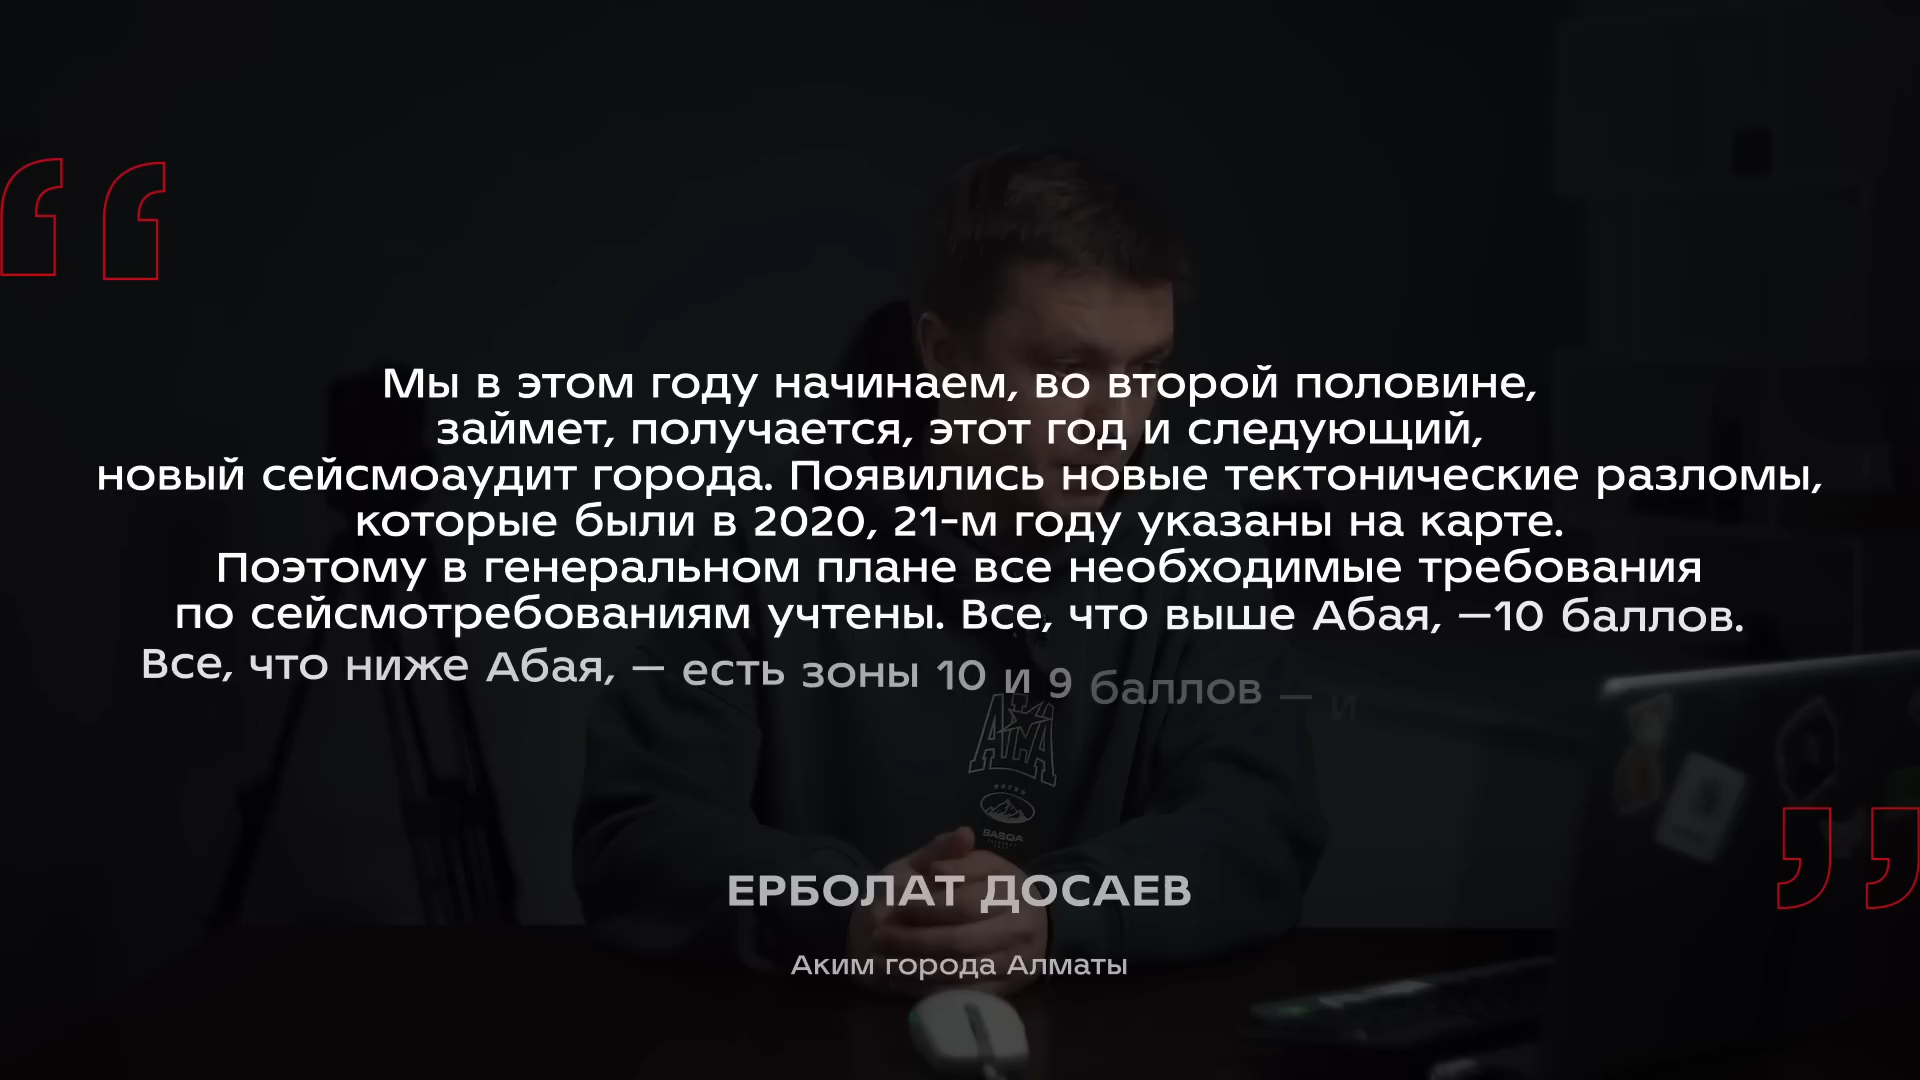 Мы в этом году начинаем, во второй половине,
займет, получается, этот год и следующий,
новый сейсмоаудит города. Появились новые тектонические разломы,
которые были в 2020, 21-м году указаны на карте.
Поэтому в генеральном плане все необходимые требования
по сейсмотребованиям учтены. Все, что выше Абая, —10 баллов.
Все, что ниже Абая, — есть зоны 10 и 9 баллов — и
BASQA
ЕРБОЛАТ ДОСАЕВ
Аким города Алматы